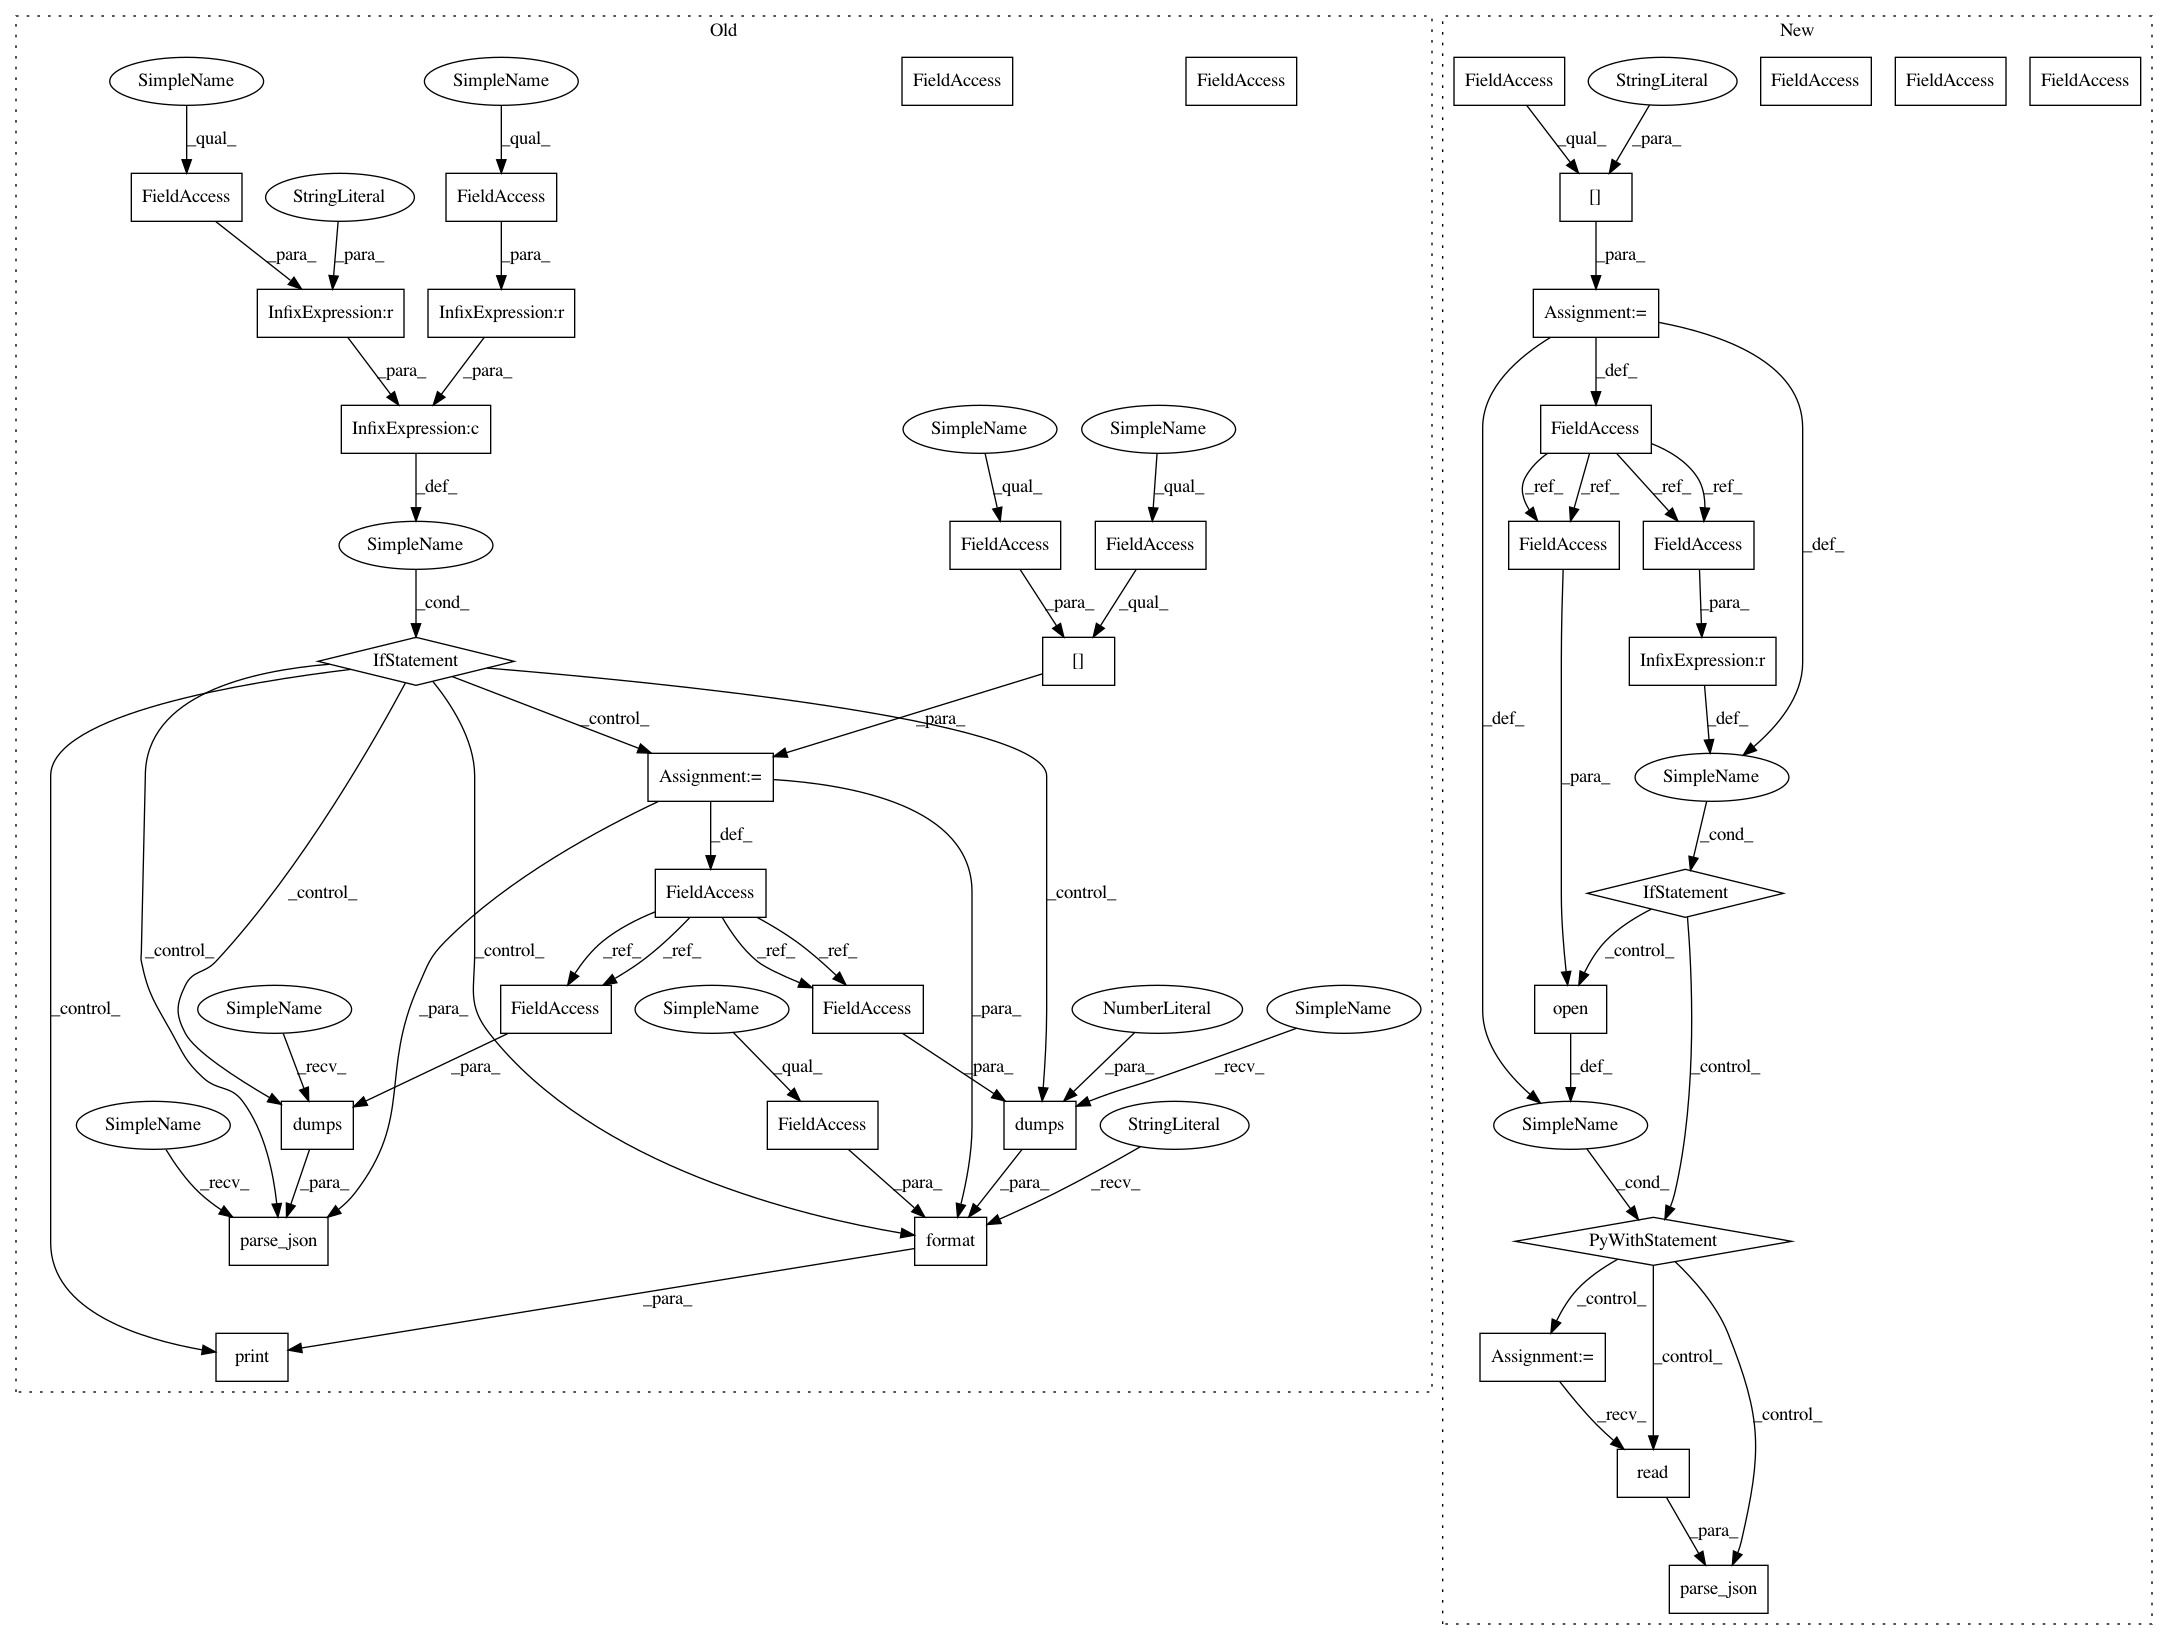 Old
New
SimpleName
SimpleName
FieldAccess
FieldAccess
FieldAccess
StringLiteral
FieldAccess
FieldAccess
FieldAccess
_qual_
_qual_
_qual_
_para_
FieldAccess
StringLiteral
FieldAccess
[]
_para_
_para_
_para_
_para_
InfixExpression:r
InfixExpression:r
Assignment:=
_para_
_para_
_def_
InfixExpression:c
SimpleName
SimpleName
FieldAccess
_def_
_qual_
_qual_
_ref_
_ref_
_ref_
_ref_
SimpleName
FieldAccess
FieldAccess
FieldAccess
FieldAccess
_def_
_cond_
_para_
_qual_
_para_
IfStatement
[]
InfixExpression:r
_control_
_para_
_def_
_def_
Assignment:=
SimpleName
_para_
_def_
_cond_
_control_
FieldAccess
_control_
IfStatement
_control_
_control_
_ref_
_ref_
_ref_
_ref_
_control_
SimpleName
FieldAccess
SimpleName
FieldAccess
NumberLiteral
SimpleName
open
_control_
_para_
_para_
_recv_
_para_
_qual_
_para_
_para_
_recv_
_def_
_control_
SimpleName
dumps
FieldAccess
dumps
StringLiteral
SimpleName
_recv_
_para_
_para_
_para_
_recv_
_cond_
parse_json
format
PyWithStatement
_para_
_control_
print
Assignment:=
_control_
_recv_
_control_
read
_para_
parse_json